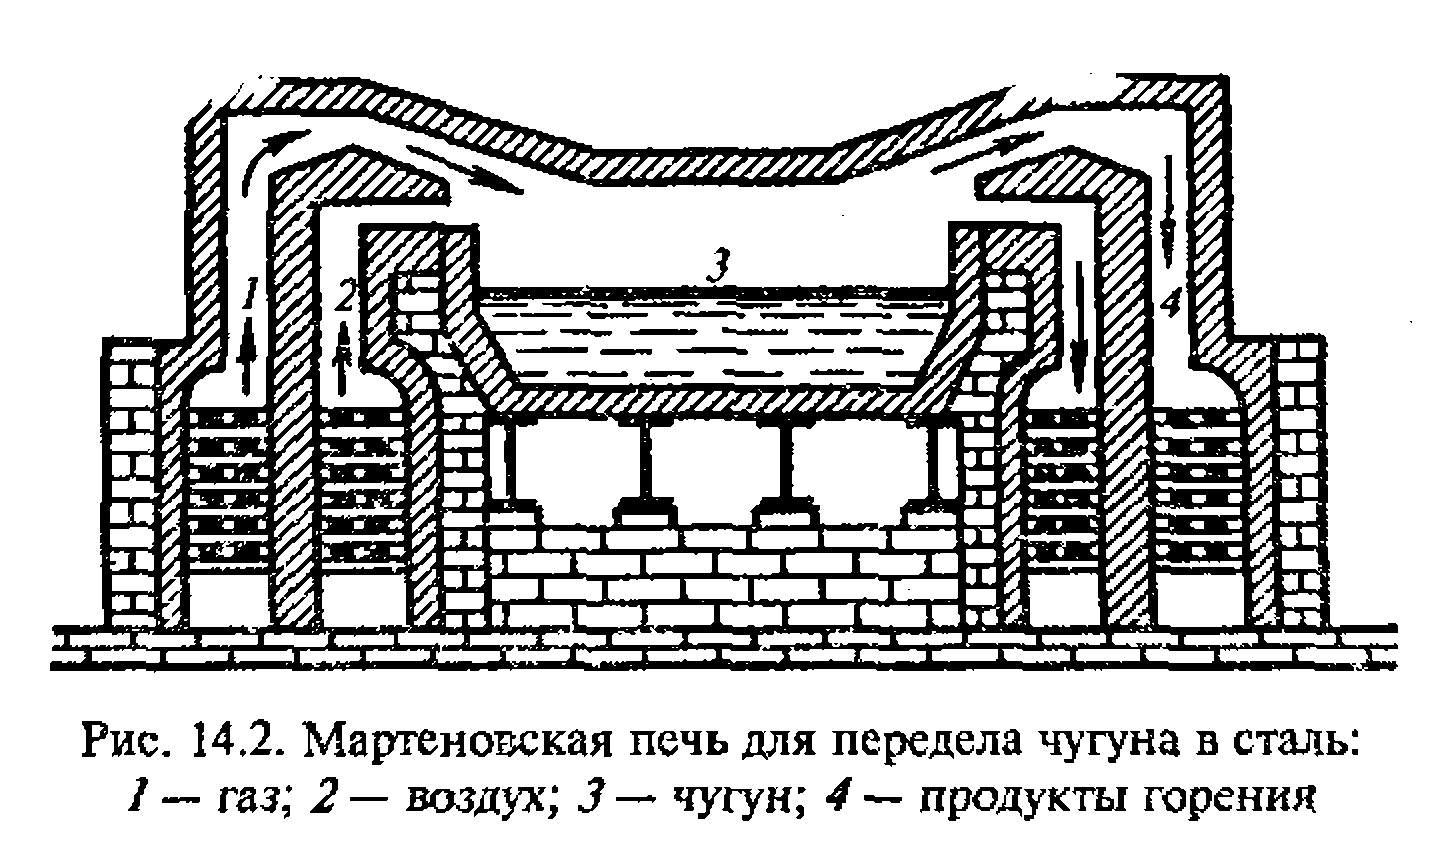 3
1
2
4
Рис. 14.2. Мартеновская печь для передела чугуна в сталь:
1 — газ; 2 — воздух; 3 — чугун; 4 — продукты горения